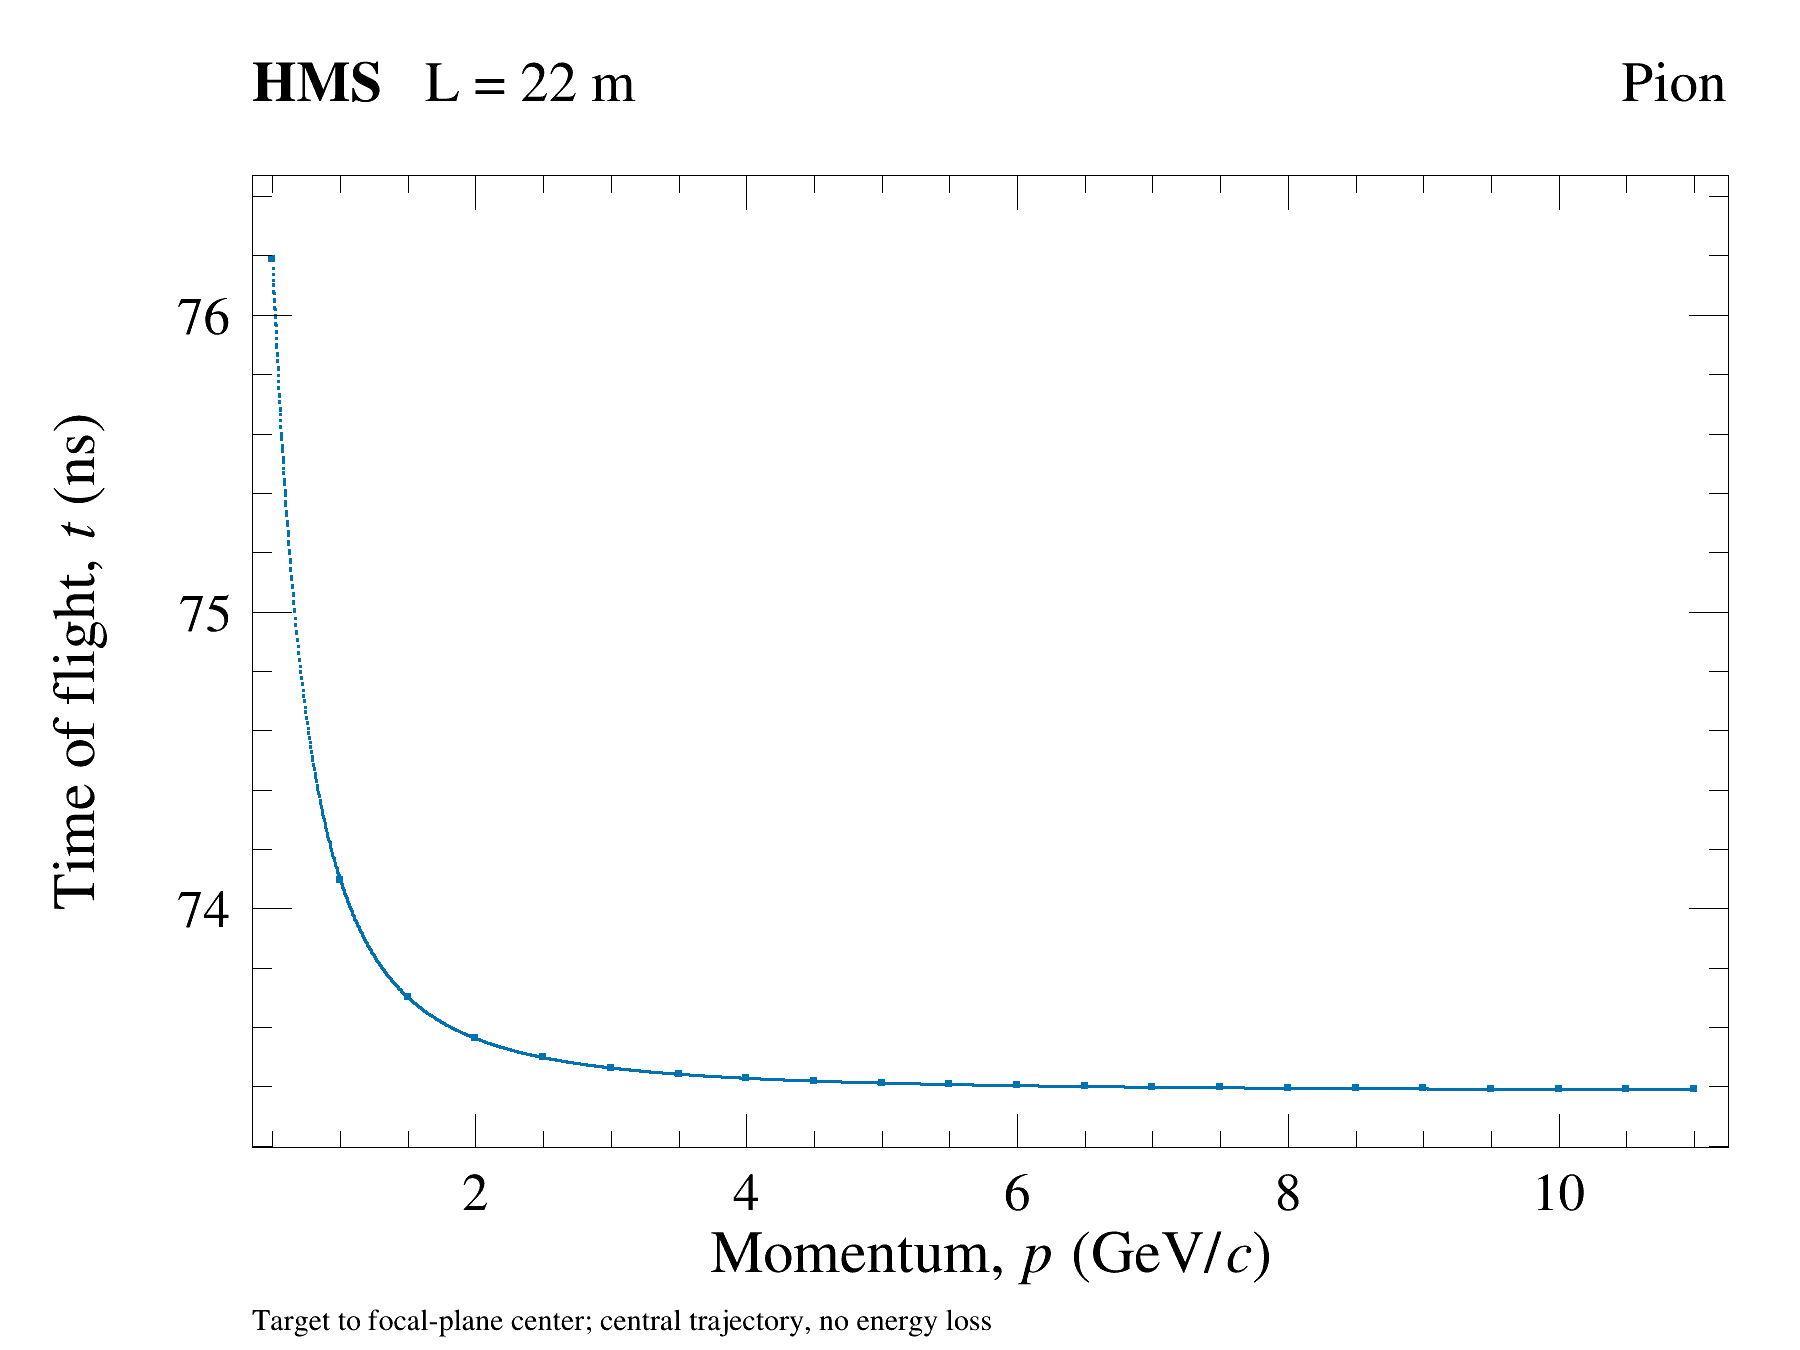 HMS L = 22 m
Pion
Time of flight, t (ns)
76
75
74
2 4 6 8 10
Momentum, p (GeV/c)
Target to focal-plane center; central trajectory, no energy loss